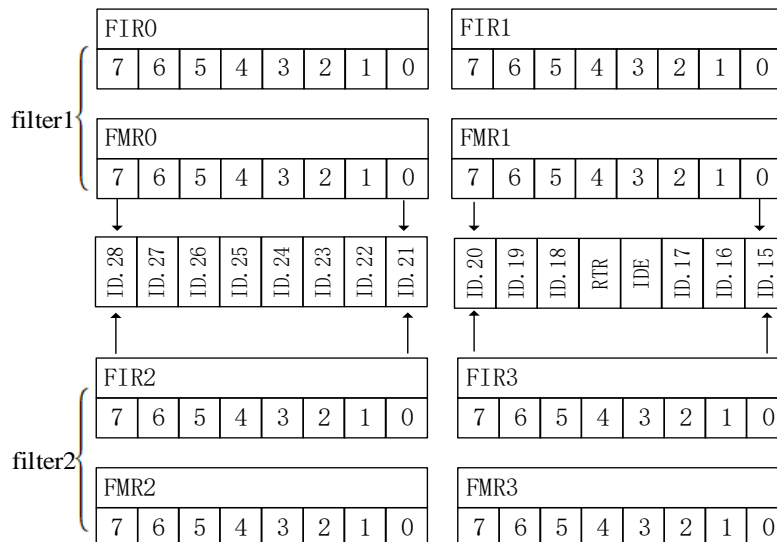 FIR0 FIR1
7 6 5 4 3 2 1 0 7 6 5 4 3 2 1 0
filter1
FMR0 FMR1
7 6 5 4 3 2 1 0 7 6 5 4 3 2 1 0
ID.28 ID.27 ID.26 ID.25 ID.24 ID.23 ID.22 ID.21 ID.20 ID.19 ID.18 RTR IDE ID.17 ID.16 ID.15
FIR2 FIR3
7 6 5 4 3 2 1 0 7 6 5 4 3 2 1 0
filter2
FMR2 FMR3
7 6 5 4 3 2 1 0 7 6 5 4 3 2 1 0